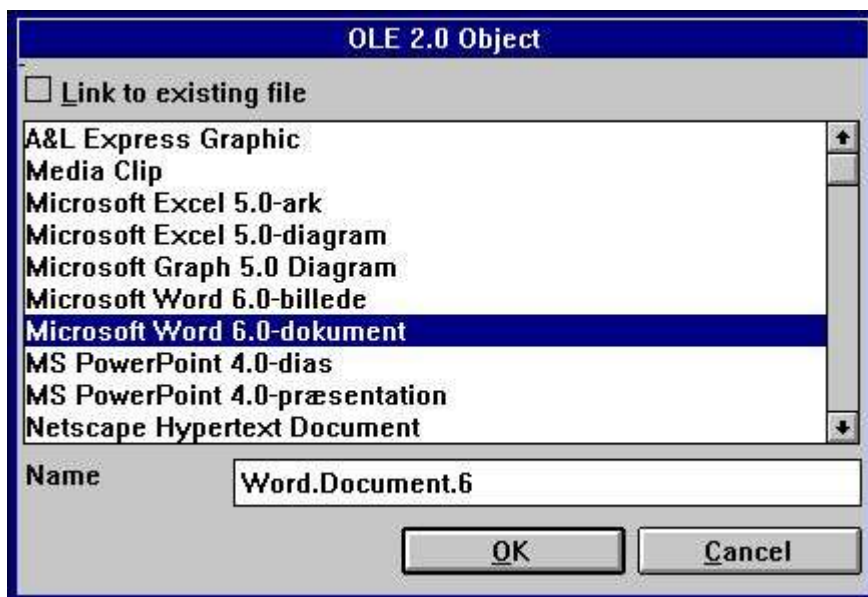 OLE 2.0 Object
Link to existing file
A&L Express Graphic
Media Clip
Microsoft Excel 5.0-ark
Microsoft Excel 5.0-diagram
Microsoft Graph 5.0 Diagram
Microsoft Word 6.0-billede
Microsoft Word 6.0-dokument
MS PowerPoint 4.0-dias
MS PowerPoint 4.0-præsentation
Netscape Hypertext Document
Name Word.Document.6
OK Cancel